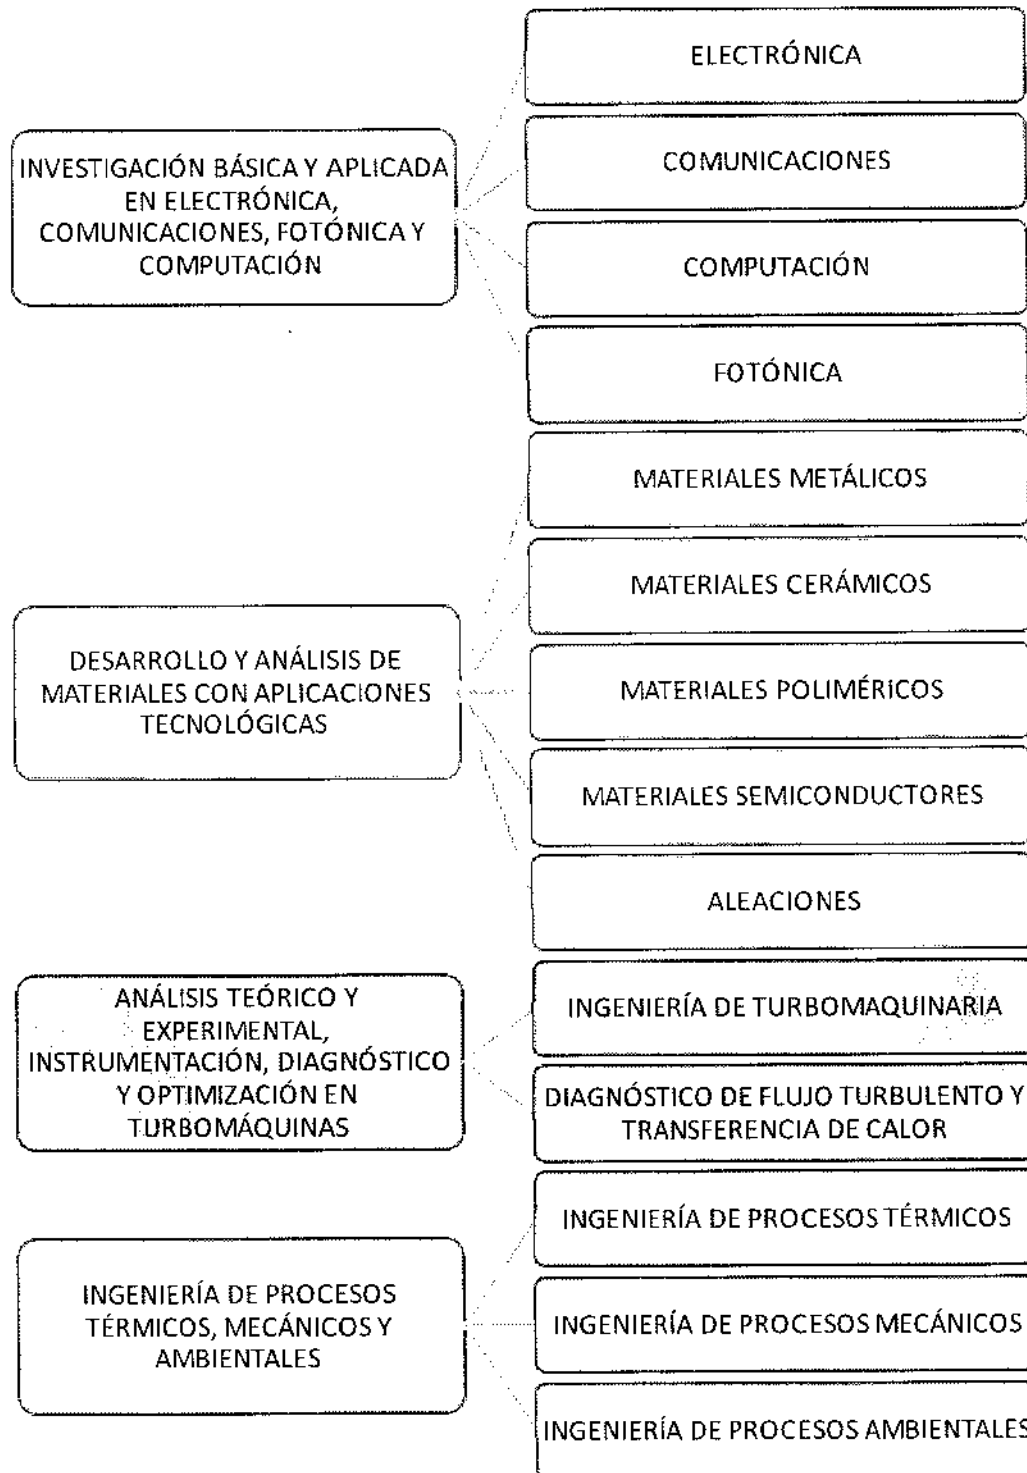 INVESTIGACIÓN BÁSICA Y APLICADA
EN ELECTRÓNICA,
COMUNICACIONES, FOTÓNICA Y
COMPUTACIÓN
ELECTRÓNICA
COMUNICACIONES
COMPUTACIÓN
FOTÓNICA
DESARROLLO Y ANÁLISIS DE
MATERIALES CON APLICACIONES
TECNOLÓGICAS
MATERIALES METÁLICOS
MATERIALES CERÁMICOS
MATERIALES POLIMÉRICOS
MATERIALES SEMICONDUCTORES
ALEACIONES
ANÁLISIS TEÓRICO Y
EXPERIMENTAL,
INSTRUMENTACIÓN, DIAGNÓSTICO
Y OPTIMIZACIÓN EN
TURBOMÁQUINAS
INGENIERÍA DE TURBOMAQUINARIA
DIAGNÓSTICO DE FLUJO TURBULENTO Y
TRANSFERENCIA DE CALOR
INGENIERÍA DE PROCESOS
TÉRMICOS, MECÁNICOS Y
AMBIENTALES
INGENIERÍA DE PROCESOS TÉRMICOS
INGENIERÍA DE PROCESOS MECÁNICOS
INGENIERÍA DE PROCESOS AMBIENTALES